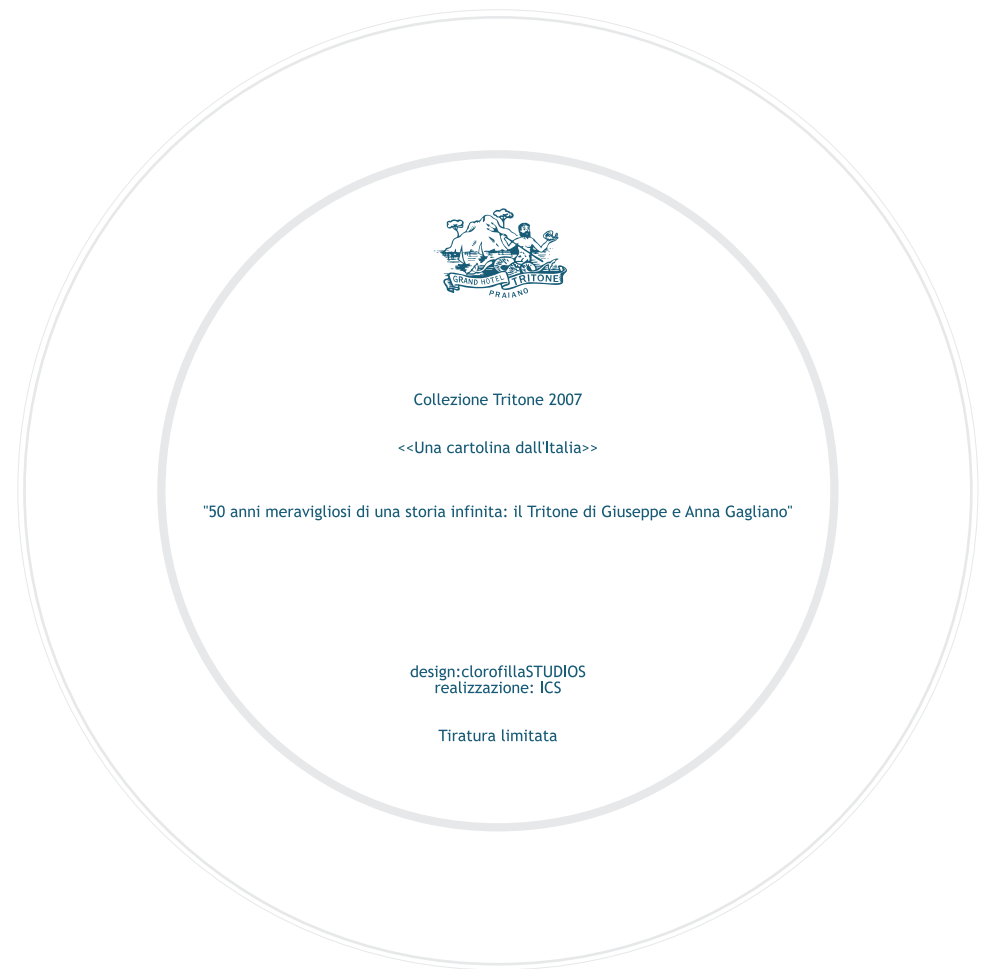 GRAND HOTEL TRITONE
PRAIANO
Collezione Tritone 2007
<<Una cartolina dall'Italia>>
"50 anni meravigliosi di una storia infinita: il Tritone di Giuseppe e Anna Gagliano"
design:clorofillaSTUDIOS
realizzazione: ICS
Tiratura limitata